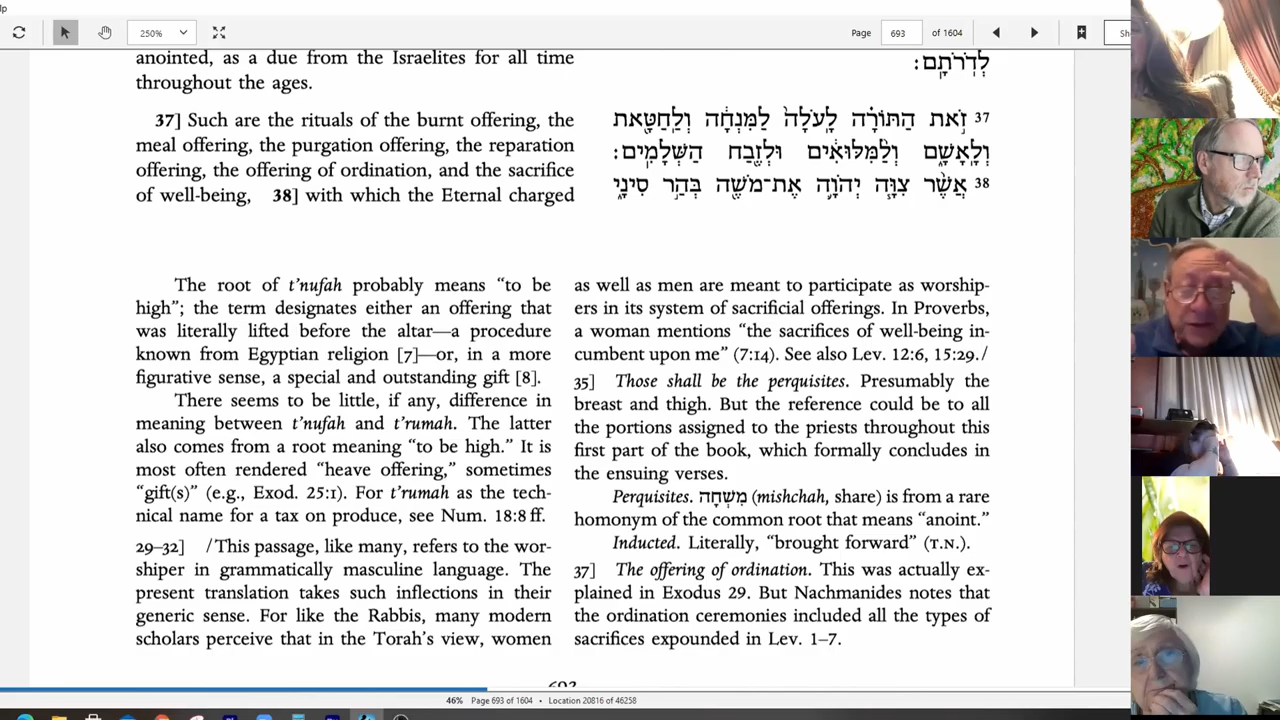 lp
250%
Page 693 of 1604
Sh
anointed, as a due from the Israelites for all time
throughout the ages.
37] Such are the rituals of the burnt offering, the
meal offering, the purgation offering, the reparation
offering, the offering of ordination, and the sacrifice
of well-being, 38] with which the Eternal charged
לְדֹרֹתָֽם׃
37 זֹ֣את הַתּוֹרָ֗ה לָֽעֹלָה֙ לַמִּנְחָ֔ה וְלַֽחַטָּ֖את
וְלָֽאָשָׁ֑ם וְלַ֨מִּלּוּאִ֔ים וּלְזֶ֖בַח הַשְּׁלָמִֽים׃
38 אֲשֶׁ֨ר צִוָּ֧ה יְהֹוָ֛ה אֶת־מֹשֶׁ֖ה בְּהַ֣ר סִינָ֑י
The root of t’nufah probably means “to be
high”; the term designates either an offering that
was literally lifted before the altar—a procedure
known from Egyptian religion [7]—or, in a more
figurative sense, a special and outstanding gift [8].
There seems to be little, if any, difference in
meaning between t’nufah and t’rumah. The latter
also comes from a root meaning “to be high.” It is
most often rendered “heave offering,” sometimes
“gift(s)” (e.g., Exod. 25:1). For t’rumah as the tech-
nical name for a tax on produce, see Num. 18:8 ff.
29–32] /This passage, like many, refers to the wor-
shiper in grammatically masculine language. The
present translation takes such inflections in their
generic sense. For like the Rabbis, many modern
scholars perceive that in the Torah’s view, women
as well as men are meant to participate as worship-
ers in its system of sacrificial offerings. In Proverbs,
a woman mentions “the sacrifices of well-being in-
cumbent upon me” (7:14). See also Lev. 12:6, 15:29./
35] Those shall be the perquisites. Presumably the
breast and thigh. But the reference could be to all
the portions assigned to the priests throughout this
first part of the book, which formally concludes in
the ensuing verses.
Perquisites. מִשְׁחָה (mishchah, share) is from a rare
homonym of the common root that means “anoint.”
Inducted. Literally, “brought forward” (T.N.).
37] The offering of ordination. This was actually ex-
plained in Exodus 29. But Nachmanides notes that
the ordination ceremonies included all the types of
sacrifices expounded in Lev. 1–7.
46% Page 693 of 1604 • Location 20816 of 46258